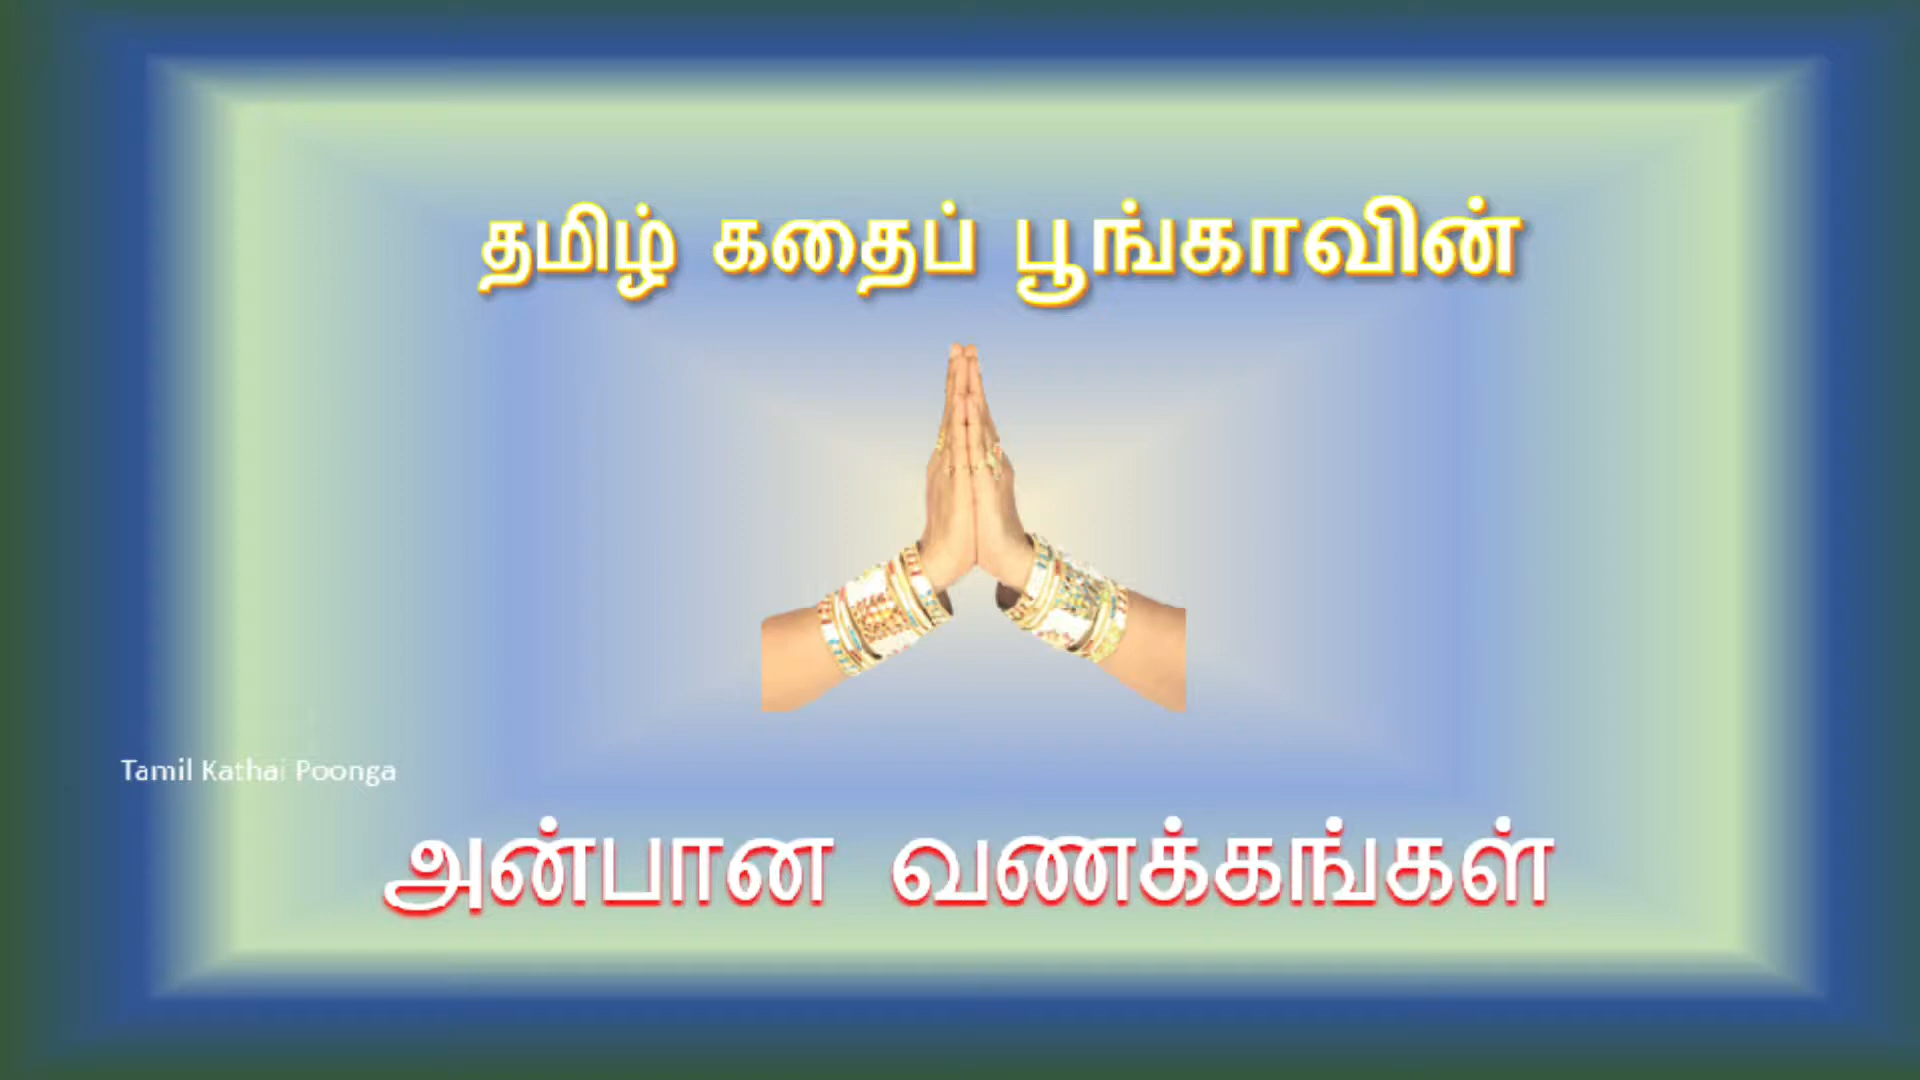 தமிழ் கதைப் பூங்காவின்
Tamil Kathai Poonga
அன்பான வணக்கங்கள்